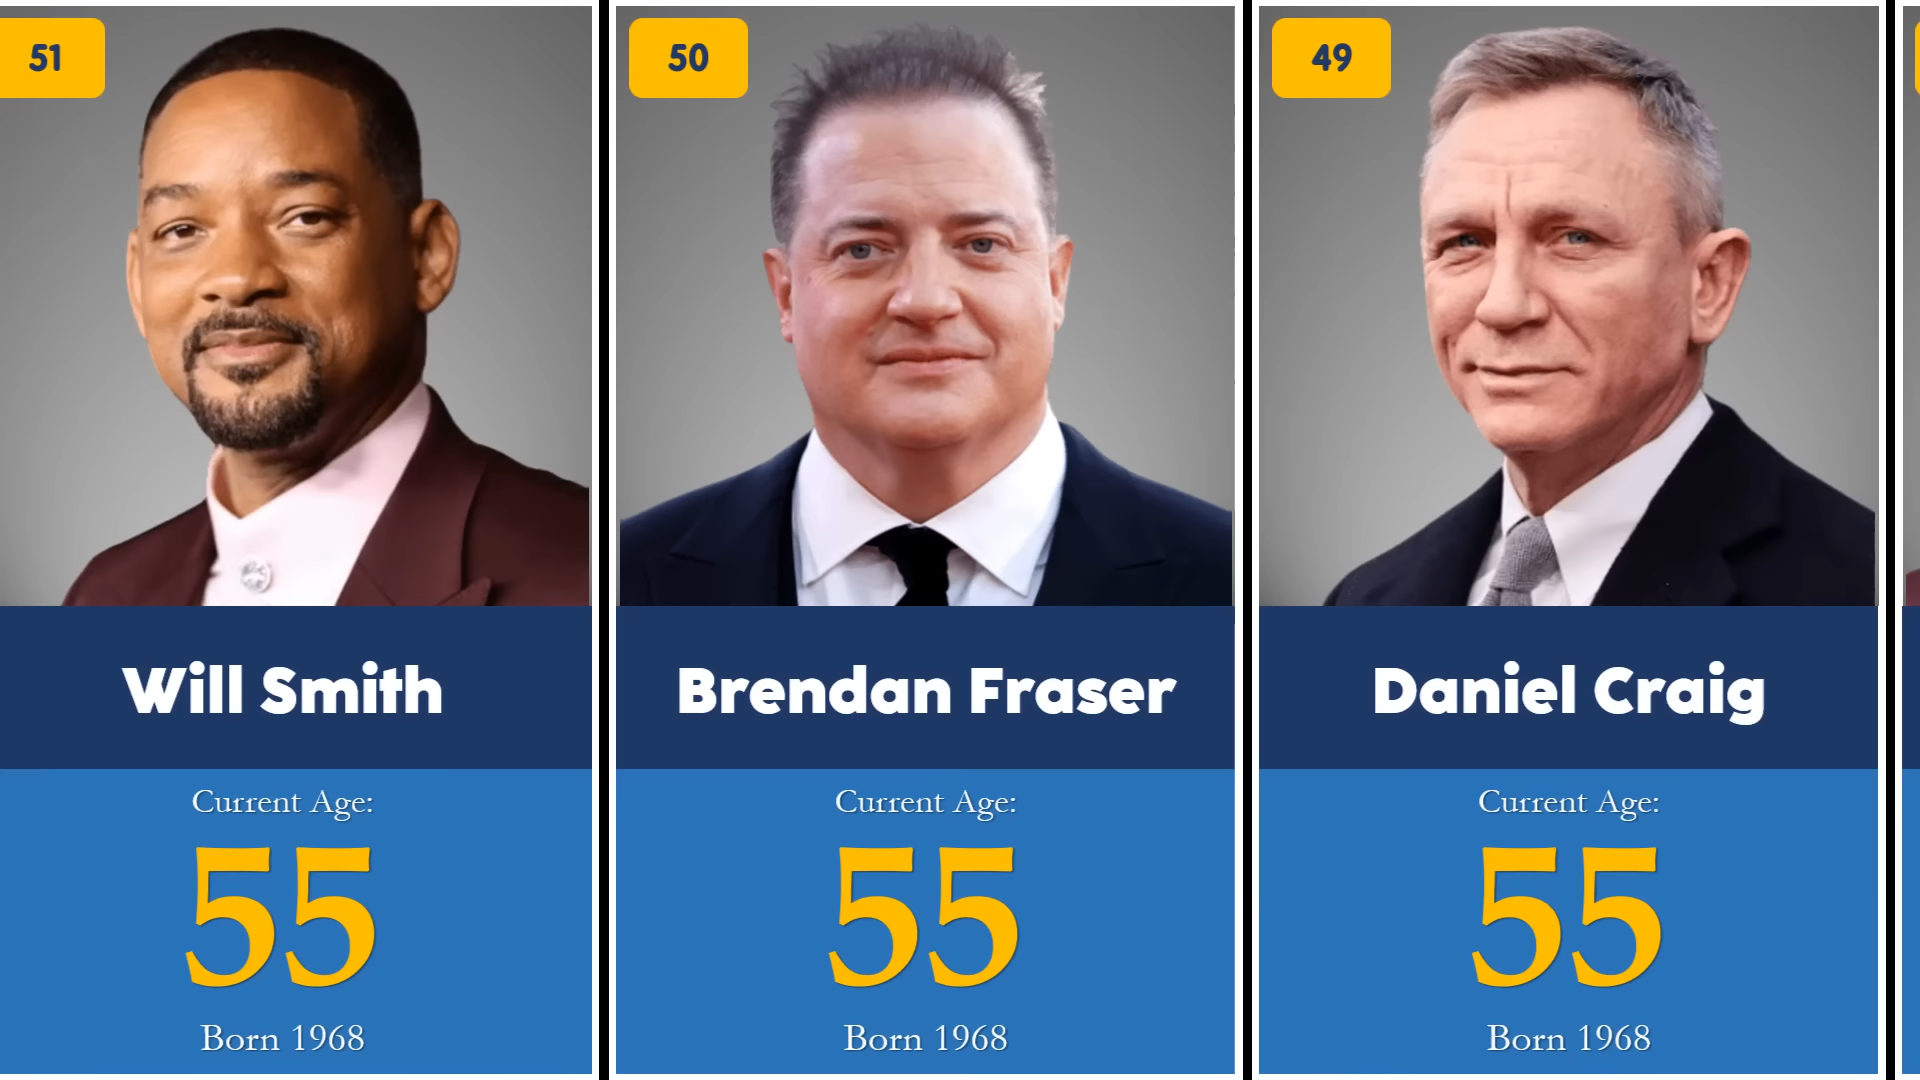 51
Will Smith
Current Age:
55
Born 1968
50
Brendan Fraser
Current Age:
55
Born 1968
49
Daniel Craig
Current Age:
55
Born 1968